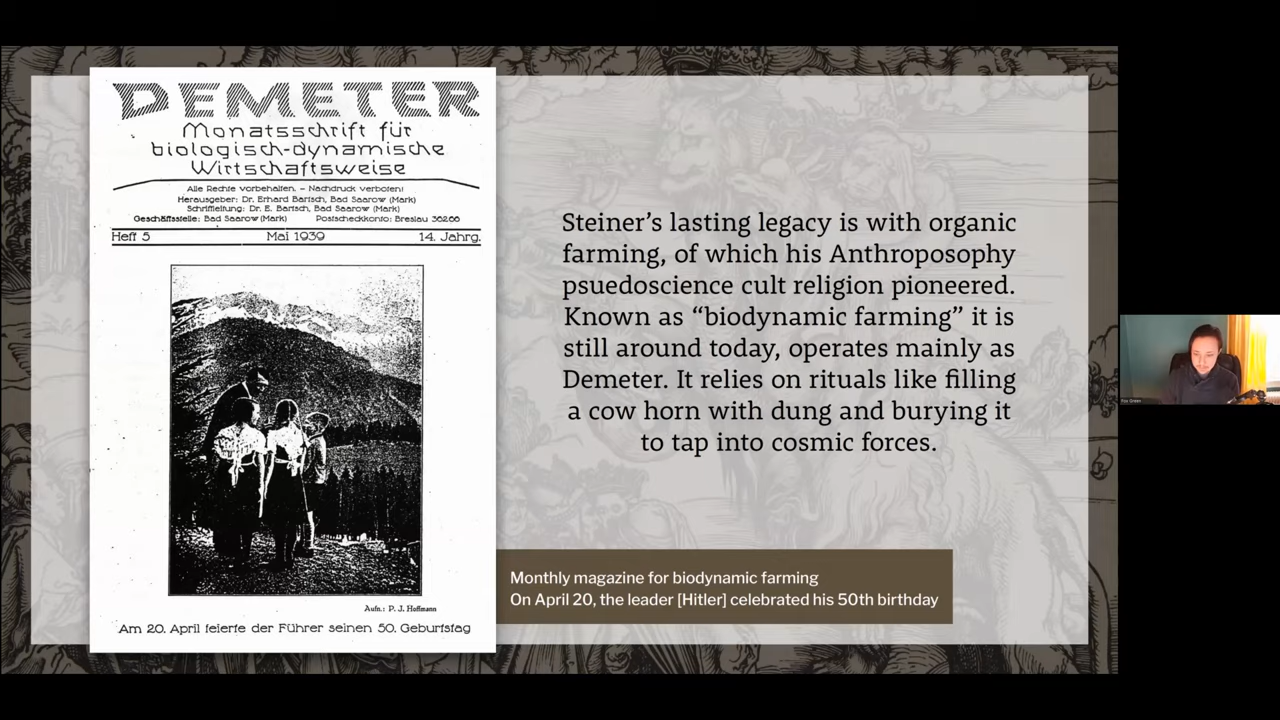 DEMETER
Monatsschrift für
biologisch-dynamische
Wirtschaftsweise
Alle Rechte vorbehalten. – Nachdruck verboten!
Herausgeber: Dr. Erhard Bartsch, Bad Saarow (Mark)
Schriftleitung: Dr. E. Bartsch, Bad Saarow (Mark)
Geschäftsstelle: Bad Saarow (Mark) Postscheckkonto: Breslau 36200
Heft 5 Mai 1939 14. Jahrg.
Aufn.: P. J. Hoffmann
Am 20. April feierte der Führer seinen 50. Geburtstag
Steiner’s lasting legacy is with organic
farming, of which his Anthroposophy
psuedoscience cult religion pioneered.
Known as “biodynamic farming” it is
still around today, operates mainly as
Demeter. It relies on rituals like filling
a cow horn with dung and burying it
to tap into cosmic forces.
Monthly magazine for biodynamic farming
On April 20, the leader [Hitler] celebrated his 50th birthday